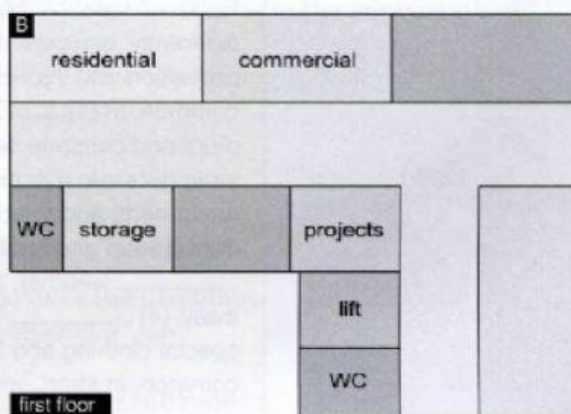 B
residential commercial
WC storage projects
lift
WC
first floor